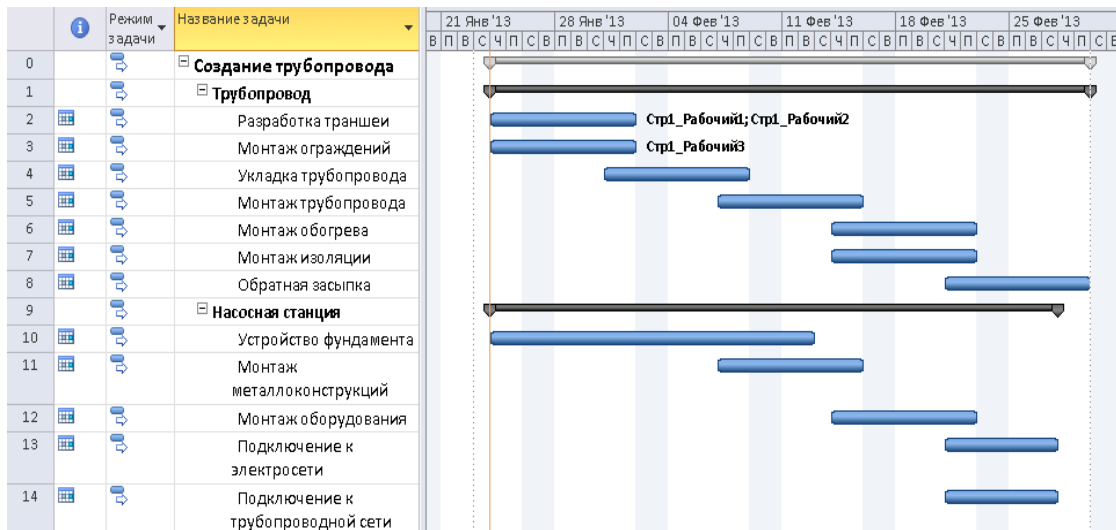 Режим задачи
Название задачи
21 Янв '13 28 Янв '13 04 Фев '13 11 Фев '13 18 Фев '13 25 Фев '13
В П В С Ч П С В П В С Ч П С В П В С Ч П С В П В С Ч П С В П В С Ч П С В П В С Ч П С В
0 Создание трубопровода
1 Трубопровод
2 Разработка траншеи Стр1_Рабочий1; Стр1_Рабочий2
3 Монтаж ограждений Стр1_Рабочий3
4 Укладка трубопровода
5 Монтаж трубопровода
6 Монтаж обогрева
7 Монтаж изоляции
8 Обратная засыпка
9 Насосная станция
10 Устройство фундамента
11 Монтаж
металлоконструкций
12 Монтаж оборудования
13 Подключение к
электросети
14 Подключение к
трубопроводной сети